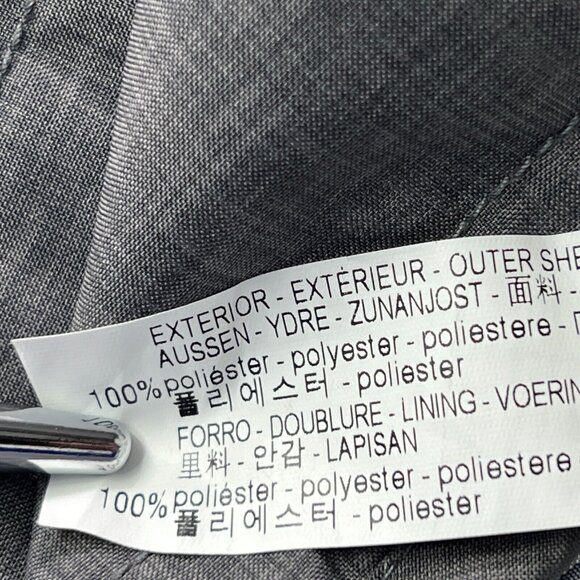 EXTERIOR - EXTÉRIEUR - OUTER SHE
AUSSEN - YDRE - ZUNANJOST - 面料 -
100% poliéster - polyester - poliestere -
폴리에스터 - poliester
FORRO - DOUBLURE - LINING - VOERIN
里料 - 안감 - LAPISAN
100% poliéster - polyester - poliestere
폴리에스터 - poliester